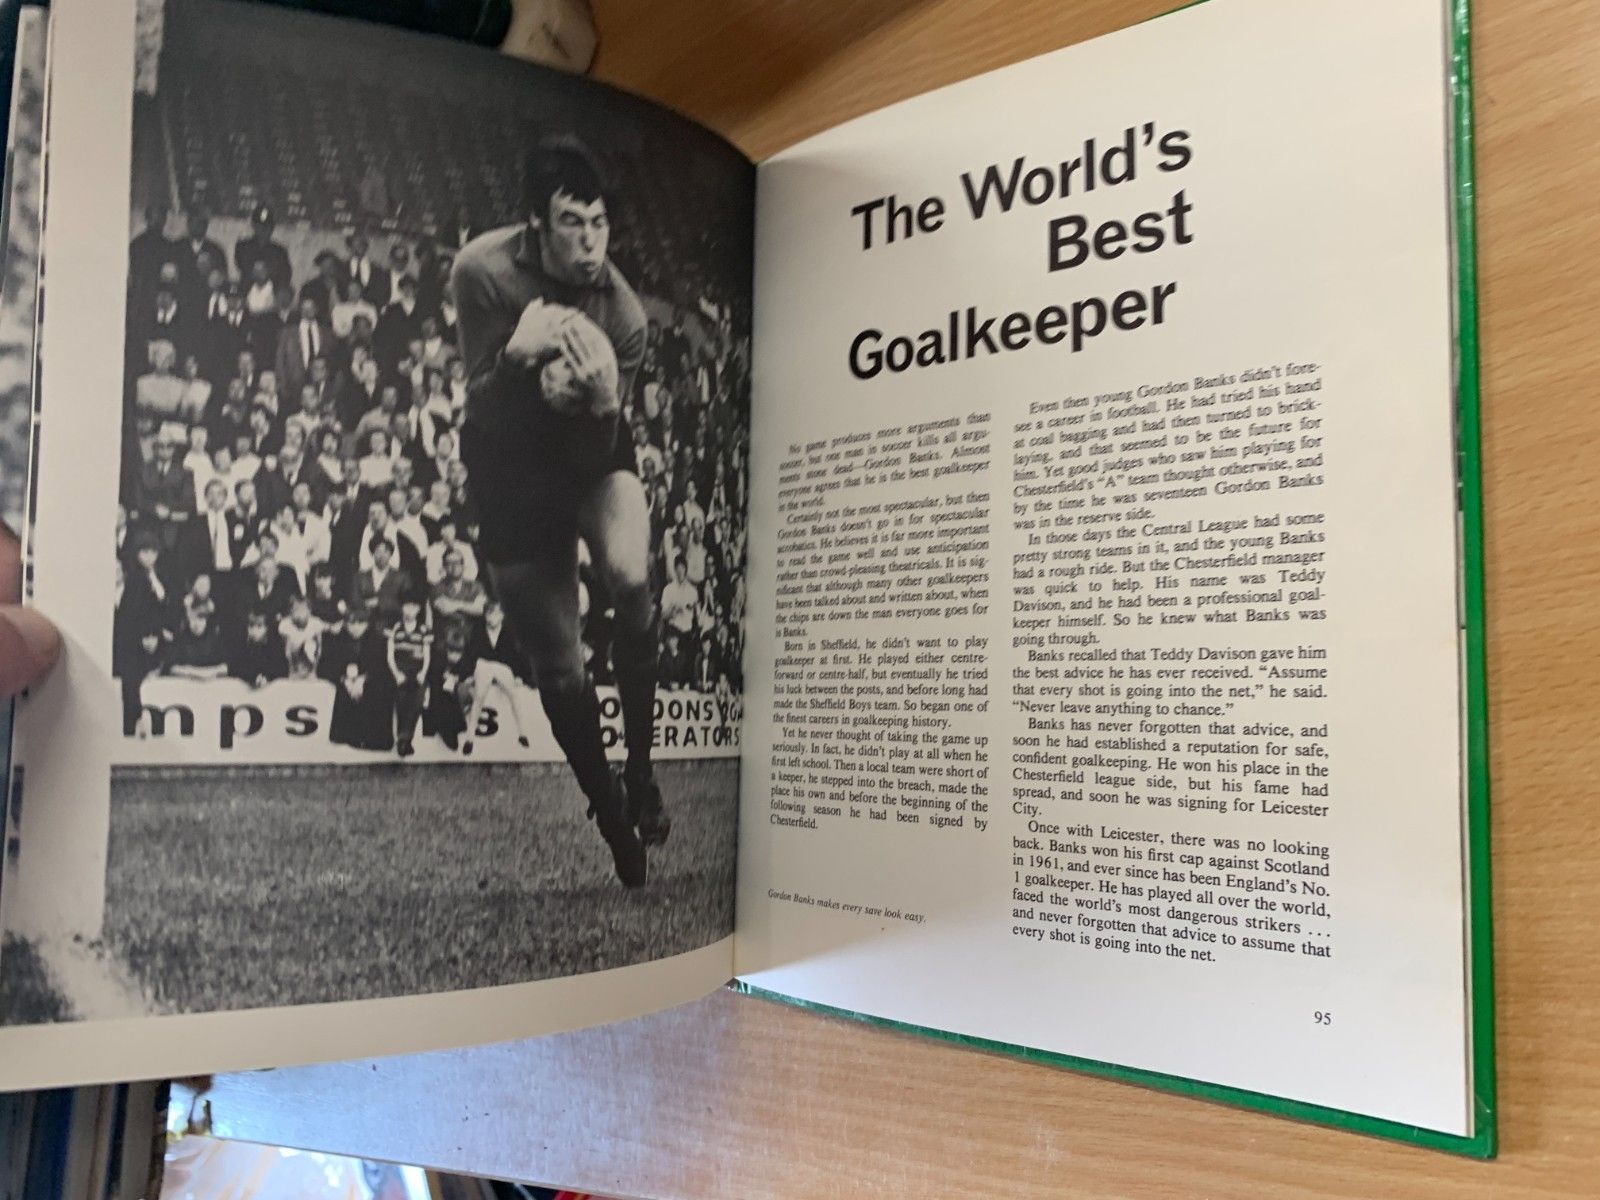 The World's
Best
Goalkeeper
No game produces more arguments than
soccer, but one man in soccer kills all argu-
ments stone dead—Gordon Banks. Almost
everyone agrees that he is the best goalkeeper
in the world.
Certainly not the most spectacular, but then
Gordon Banks doesn't go in for spectacular
acrobatics. He believes it is far more important
to read the game well and use anticipation
rather than crowd-pleasing theatricals. It is sig-
nificant that although many other goalkeepers
have been talked about and written about, when
the chips are down the man everyone goes for
is Banks.
Born in Sheffield, he didn't want to play
goalkeeper at first. He played either centre-
forward or centre-half, but eventually he tried
his luck between the posts, and before long had
made the Sheffield Boys team. So began one of
the finest careers in goalkeeping history.
Yet he never thought of taking the game up
seriously. In fact, he didn't play at all when he
first left school. Then a local team were short of
a keeper, he stepped into the breach, made the
place his own and before the beginning of the
following season he had been signed by
Chesterfield.
Gordon Banks makes every save look easy.
Even then young Gordon Banks didn't fore-
see a career in football. He had tried his hand
at coal bagging and had then turned to brick-
laying, and that seemed to be the future for
him. Yet good judges who saw him playing for
Chesterfield's "A" team thought otherwise, and
by the time he was seventeen Gordon Banks
was in the reserve side.
In those days the Central League had some
pretty strong teams in it, and the young Banks
had a rough ride. But the Chesterfield manager
was quick to help. His name was Teddy
Davison, and he had been a professional goal-
keeper himself. So he knew what Banks was
going through.
Banks recalled that Teddy Davison gave him
the best advice he has ever received. "Assume
that every shot is going into the net," he said.
"Never leave anything to chance."
Banks has never forgotten that advice, and
soon he had established a reputation for safe,
confident goalkeeping. He won his place in the
Chesterfield league side, but his fame had
spread, and soon he was signing for Leicester
City.
Once with Leicester, there was no looking
back. Banks won his first cap against Scotland
in 1961, and ever since has been England's No.
1 goalkeeper. He has played all over the world,
faced the world's most dangerous strikers ...
and never forgotten that advice to assume that
every shot is going into the net.
95
mps